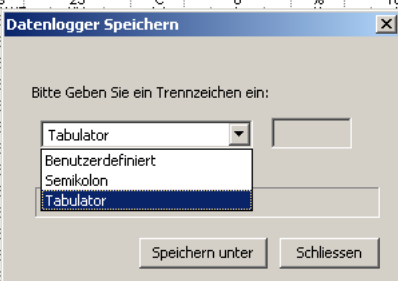 Datenlogger Speichern
Bitte Geben Sie ein Trennzeichen ein:
Tabulator
Benutzerdefiniert
Semikolon
Tabulator
Speichern unter
Schliessen